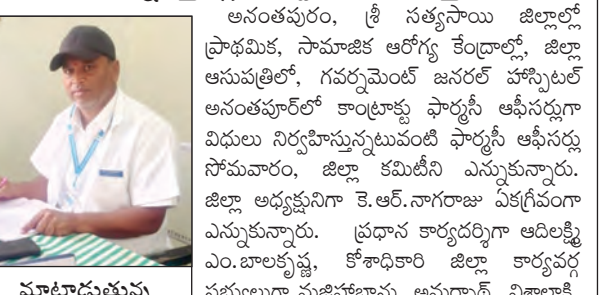 అనంతపురం, శ్రీ సత్యసాయి జిల్లాల్లో
ప్రాథమిక, సామాజిక ఆరోగ్య కేంద్రాల్లో, జిల్లా
ఆసుపత్రిలో, గవర్నమెంట్ జనరల్ హాస్పిటల్
అనంతపూర్‌లో కాంట్రాక్టు ఫార్మసీ ఆఫీసర్లుగా
విధులు నిర్వహిస్తున్నటువంటి ఫార్మసీ ఆఫీసర్లు
సోమవారం, జిల్లా కమిటీని ఎన్నుకున్నారు.
జిల్లా అధ్యక్షునిగా కె.ఆర్.నాగరాజు ఏకగ్రీవంగా
ఎన్నుకున్నారు. ప్రధాన కార్యదర్శిగా ఆదిలక్ష్మి
ఎం.బాలకృష్ణ, కోశాధికారి జిల్లా కార్యవర్గ
మాట్లాడుతున్న